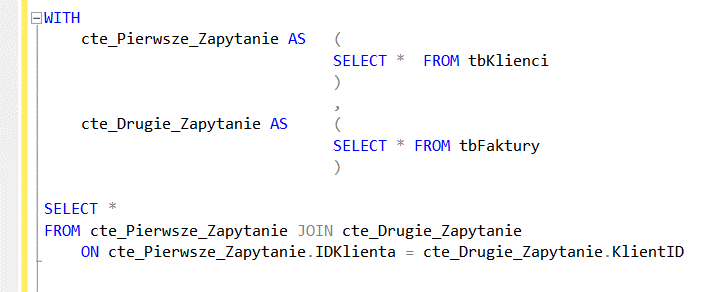 WITH
cte_Pierwsze_Zapytanie AS (
SELECT * FROM tbKlienci
)
,
cte_Drugie_Zapytanie AS (
SELECT * FROM tbFaktury
)
SELECT *
FROM cte_Pierwsze_Zapytanie JOIN cte_Drugie_Zapytanie
ON cte_Pierwsze_Zapytanie.IDKlienta = cte_Drugie_Zapytanie.KlientID